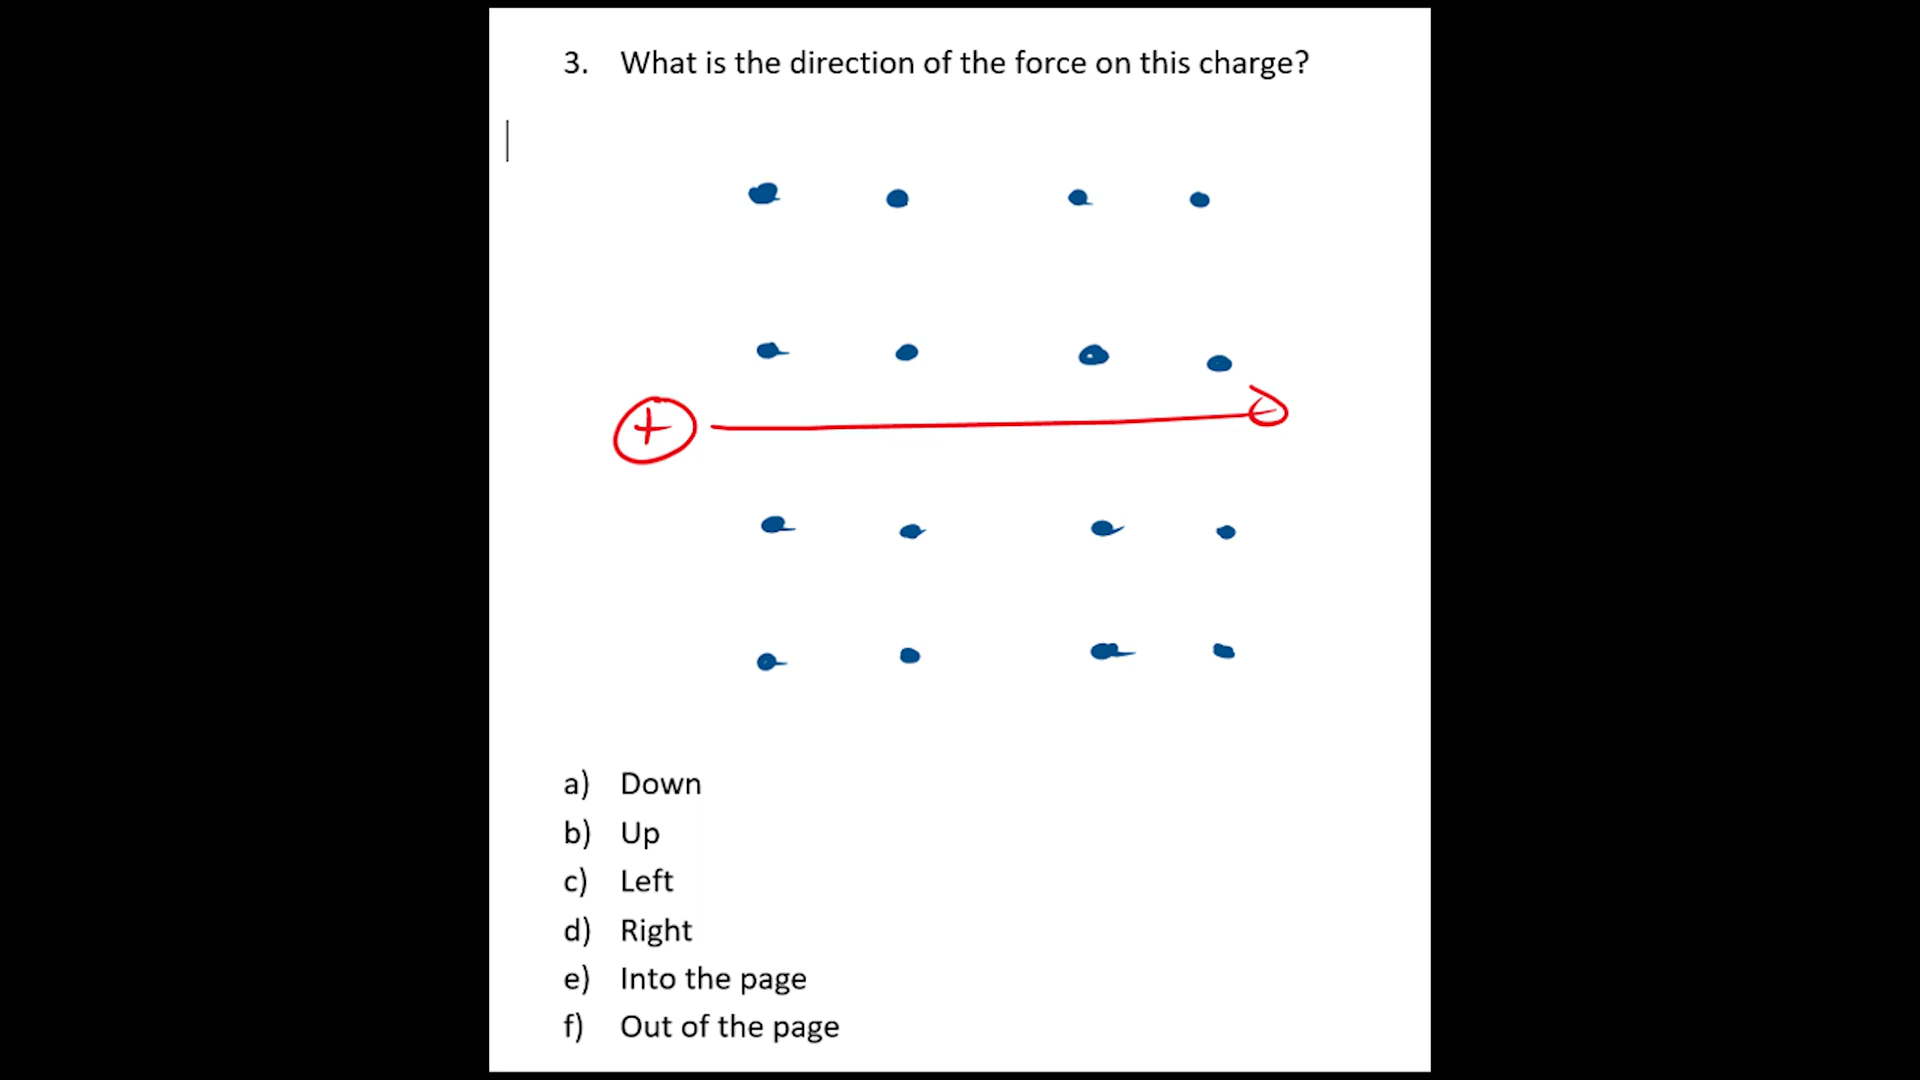 3. What is the direction of the force on this charge?
+
a) Down
b) Up
c) Left
d) Right
e) Into the page
f) Out of the page